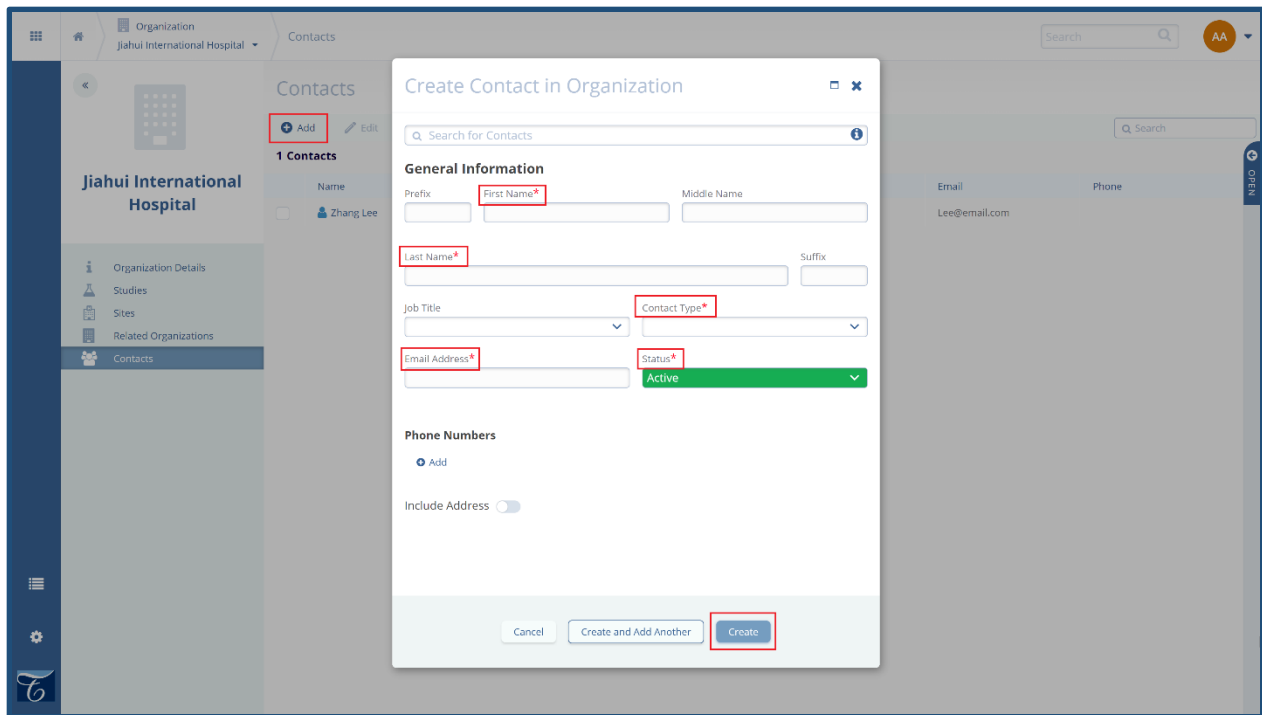 Organization
Jiahui International Hospital
Contacts
Search
AA
Jiahui International
Hospital
Organization Details
Studies
Sites
Related Organizations
Contacts
Contacts
Add
Edit
Search
1 Contacts
Name
Email
Phone
Zhang Lee
Lee@email.com
OPEN
Create Contact in Organization
Search for Contacts
General Information
Prefix
First Name*
Middle Name
Last Name*
Suffix
Job Title
Contact Type*
Email Address*
Status*
Active
Phone Numbers
Add
Include Address
Cancel
Create and Add Another
Create